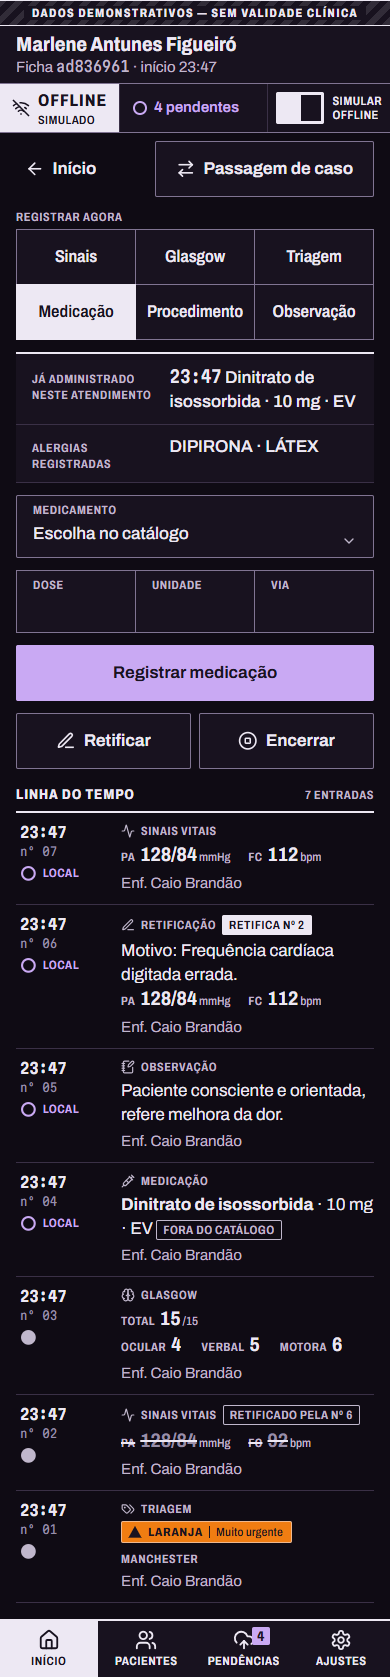 DADOS DEMONSTRATIVOS — SEM VALIDADE CLÍNICA
Marlene Antunes Figueiró
Ficha ad836961 · início 23:47
OFFLINE
SIMULADO
4 pendentes
SIMULAR
OFFLINE
Início
Passagem de caso
REGISTRAR AGORA
Sinais
Glasgow
Triagem
Medicação
Procedimento
Observação
JÁ ADMINISTRADO
NESTE ATENDIMENTO
23:47 Dinitrato de
isossorbida · 10 mg · EV
ALERGIAS
REGISTRADAS
DIPIRONA · LÁTEX
MEDICAMENTO
Escolha no catálogo
DOSE
UNIDADE
VIA
Registrar medicação
Retificar
Encerrar
LINHA DO TEMPO
7 ENTRADAS
23:47
nº 07
LOCAL
SINAIS VITAIS
PA 128/84 mmHg FC 112 bpm
Enf. Caio Brandão
23:47
nº 06
LOCAL
RETIFICAÇÃO RETIFICA Nº 2
Motivo: Frequência cardíaca
digitada errada.
PA 128/84 mmHg FC 112 bpm
Enf. Caio Brandão
23:47
nº 05
LOCAL
OBSERVAÇÃO
Paciente consciente e orientada,
refere melhora da dor.
Enf. Caio Brandão
23:47
nº 04
LOCAL
MEDICAÇÃO
Dinitrato de isossorbida · 10 mg
· EV FORA DO CATÁLOGO
Enf. Caio Brandão
23:47
nº 03
GLASGOW
TOTAL 15 /15
OCULAR 4 VERBAL 5 MOTORA 6
Enf. Caio Brandão
23:47
nº 02
SINAIS VITAIS RETIFICADO PELA Nº 6
PA 128/84 mmHg FC 92 bpm
Enf. Caio Brandão
23:47
nº 01
TRIAGEM
LARANJA Muito urgente
MANCHESTER
Enf. Caio Brandão
INÍCIO
PACIENTES
4
PENDÊNCIAS
AJUSTES